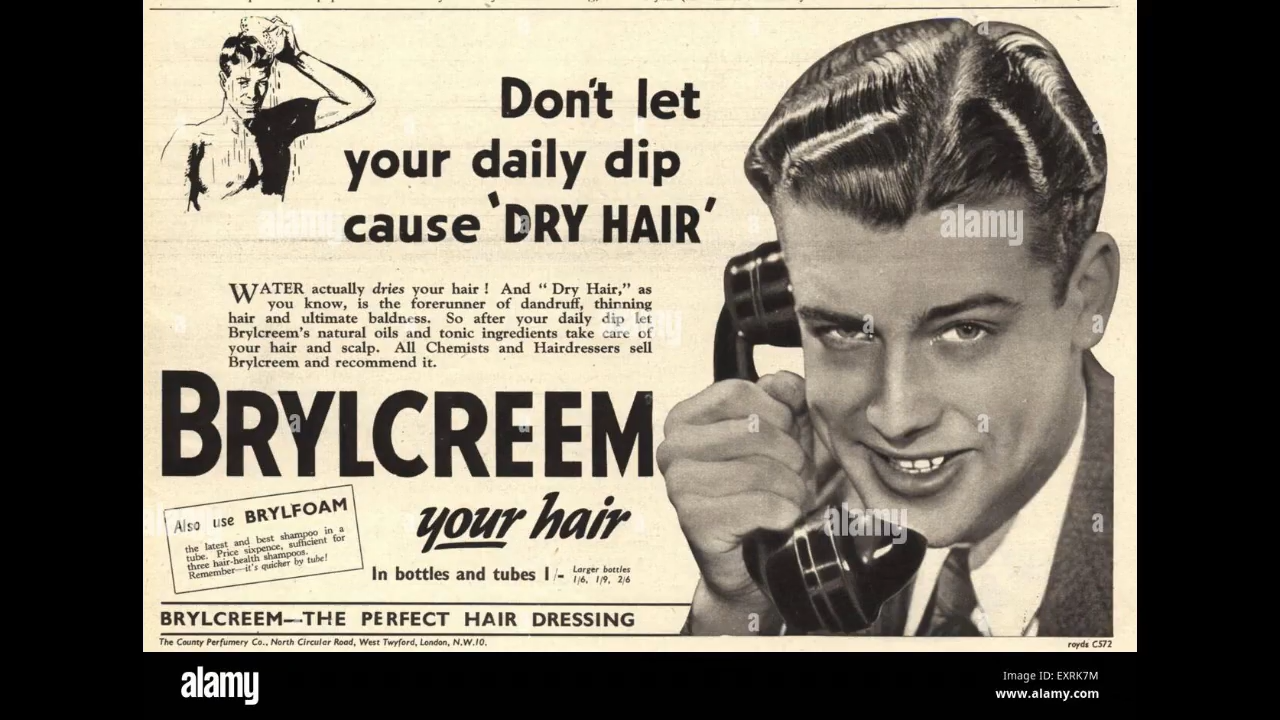 Don't let
your daily dip
cause 'DRY HAIR'
WATER actually dries your hair! And "Dry Hair," as
you know, is the forerunner of dandruff, thinning
hair and ultimate baldness. So after your daily dip let
Brylcreem's natural oils and tonic ingredients take care of
your hair and scalp. All Chemists and Hairdressers sell
Brylcreem and recommend it.
BRYLCREEM
your hair
Also use BRYLFOAM
the latest and best shampoo in a
tube. Price sixpence, sufficient for
three hair-health shampoos.
Remember—it's quicker by tube!
In bottles and tubes 1/- Larger bottles
1/6, 1/9, 2/6
BRYLCREEM—THE PERFECT HAIR DRESSING
The County Perfumery Co., North Circular Road, West Twyford, London, N.W.10.
royds C572
alamy
Image ID: EXRK7M
www.alamy.com